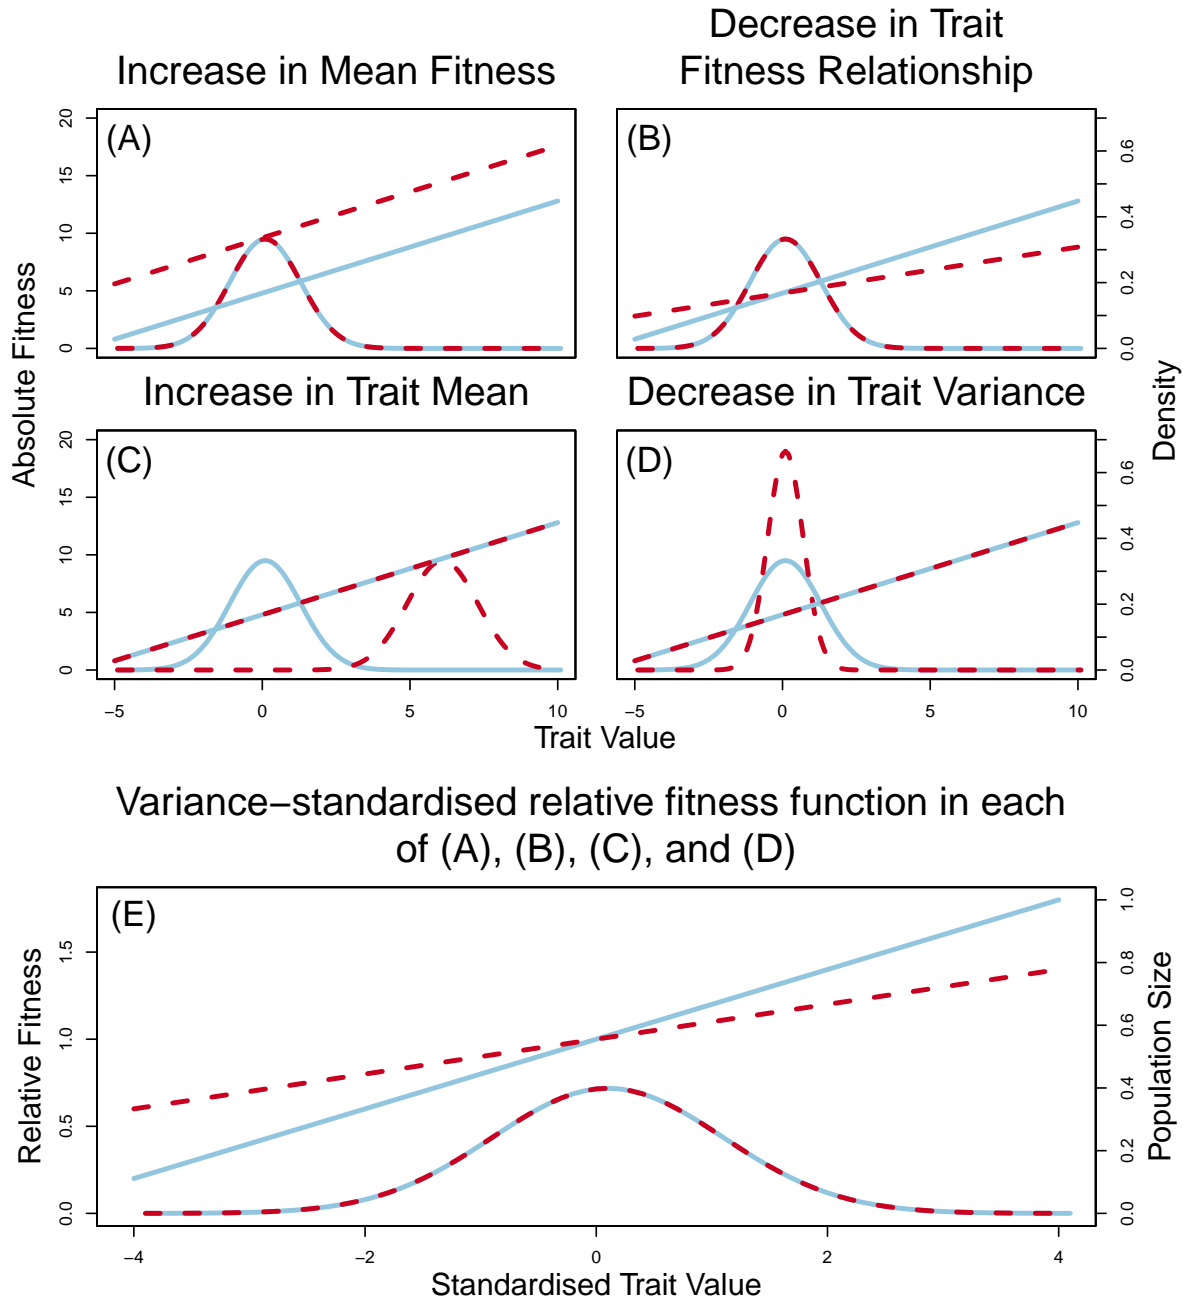 Increase in Mean Fitness
Decrease in Trait
Fitness Relationship
(A)
20
15
10
5
0
(B)
0.6
0.4
0.2
0.0
Absolute Fitness
Density
Increase in Trait Mean
Decrease in Trait Variance
(C)
20
15
10
5
0
−5
0
5
10
(D)
0.6
0.4
0.2
0.0
−5
0
5
10
Trait Value
Variance−standardised relative fitness function in each
of (A), (B), (C), and (D)
(E)
Relative Fitness
1.5
1.0
0.5
0.0
1.0
0.8
0.6
0.4
0.2
0.0
Population Size
−4
−2
0
2
4
Standardised Trait Value